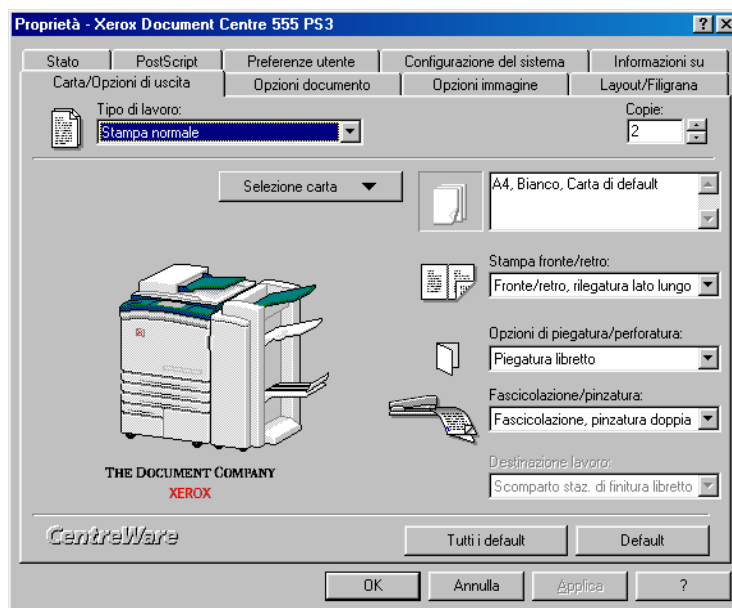 Proprietà - Xerox Document Centre 555 PS3
Stato PostScript Preferenze utente Configurazione del sistema Informazioni su
Carta/Opzioni di uscita Opzioni documento Opzioni immagine Layout/Filigrana
Tipo di lavoro:
Stampa normale
Copie:
2
Selezione carta
A4, Bianco, Carta di default
Stampa fronte/retro:
Fronte/retro, rilegatura lato lungo
Opzioni di piegatura/perforatura:
Piegatura libretto
Fascicolazione/pinzatura:
Fascicolazione, pinzatura doppia
Destinazione lavoro:
Scomparto staz. di finitura libretto
THE DOCUMENT COMPANY
XEROX
CentreWare
Tutti i default Default
OK Annulla Applica ?